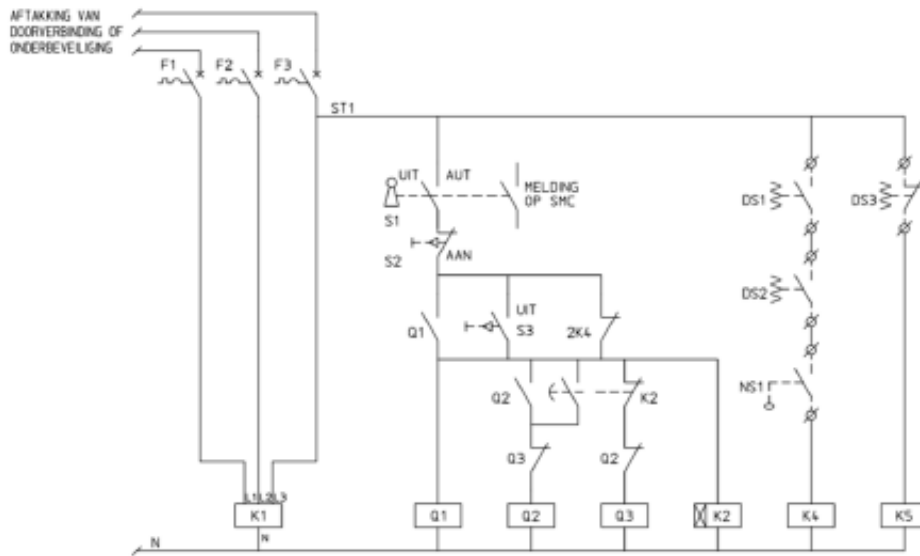 AFTAKKING VAN
DOORVERBINDING OF
ONDERBEVEILIGING
F1 F2 F3
ST1
UIT AUT
MELDING
OP SMC
S1
DS1 DS3
S2 AAN
DS2
Q1 UIT
S3 2K4
Q2 K2 NS1
Q3 Q2
L1 L2 L3
K1 Q1 Q2 Q3 K2 K4 K5
N
N